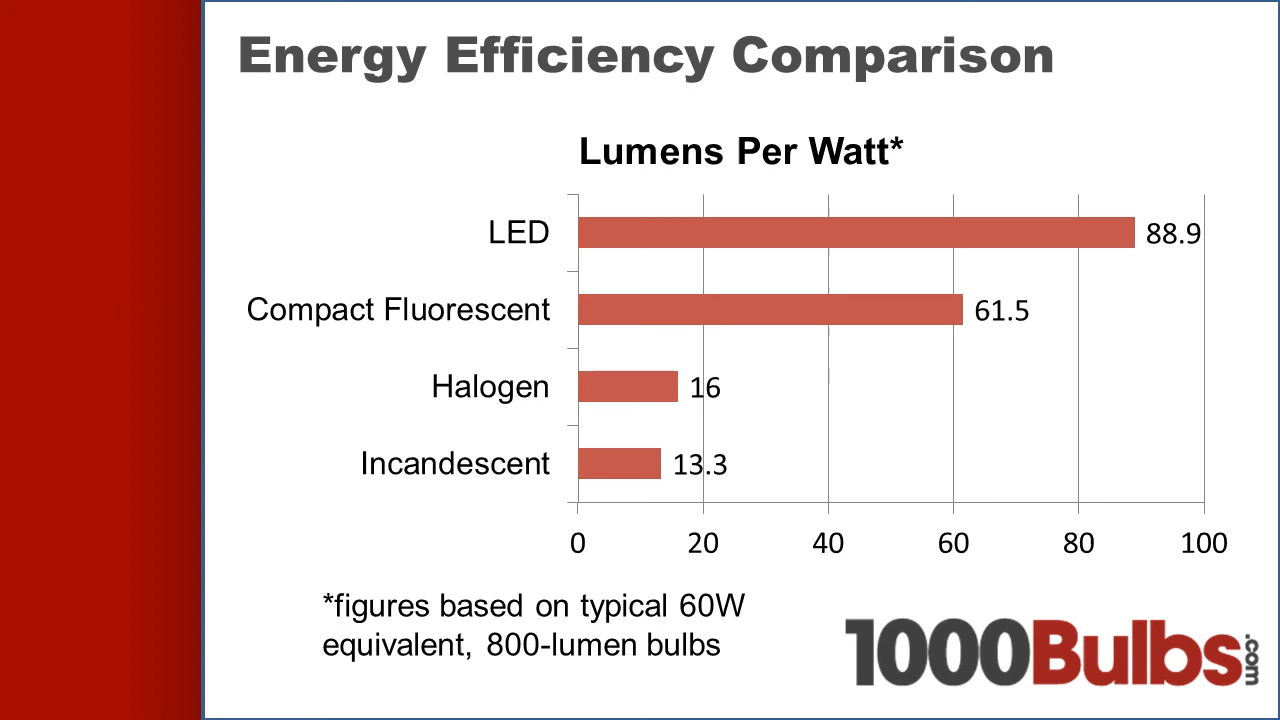 Energy Efficiency Comparison
Lumens Per Watt*
LED 88.9
Compact Fluorescent 61.5
Halogen 16
Incandescent 13.3
0 20 40 60 80 100
*figures based on typical 60W
equivalent, 800-lumen bulbs
1000Bulbs.com